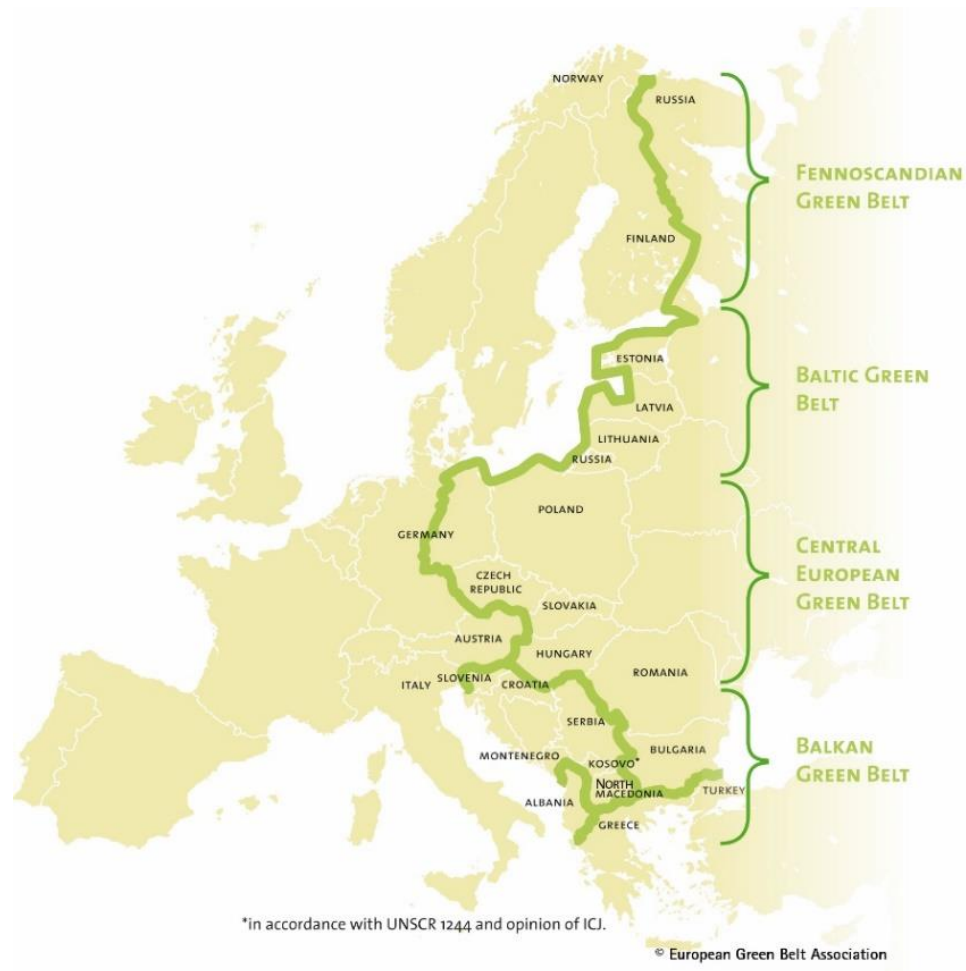 NORWAY
RUSSIA
FENNOSCANDIAN
GREEN BELT
FINLAND
ESTONIA
BALTIC GREEN
BELT
LATVIA
LITHUANIA
RUSSIA
POLAND
GERMANY
CENTRAL
EUROPEAN
GREEN BELT
CZECH
REPUBLIC
SLOVAKIA
AUSTRIA
HUNGARY
ROMANIA
ITALY
SLOVENIA
CROATIA
SERBIA
BULGARIA
BALKAN
GREEN BELT
MONTENEGRO
KOSOVO*
NORTH
MACEDONIA
TURKEY
ALBANIA
GREECE
*in accordance with UNSCR 1244 and opinion of ICJ.
© European Green Belt Association